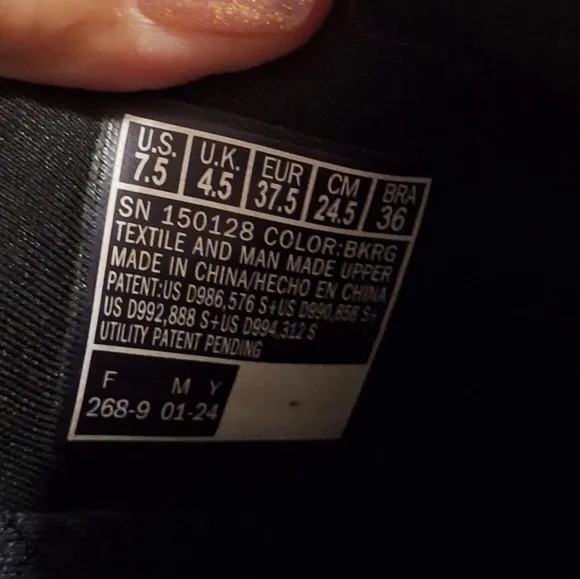 U.S. U.K. EUR CM BRA
7.5 4.5 37.5 24.5 36
SN 150128 COLOR:BKRG
TEXTILE AND MAN MADE UPPER
MADE IN CHINA/HECHO EN CHINA
PATENT:US D986,576 S+US D990,858 S+
US D992,888 S+US D994,312 S
UTILITY PATENT PENDING
F M Y
268-9 01-24